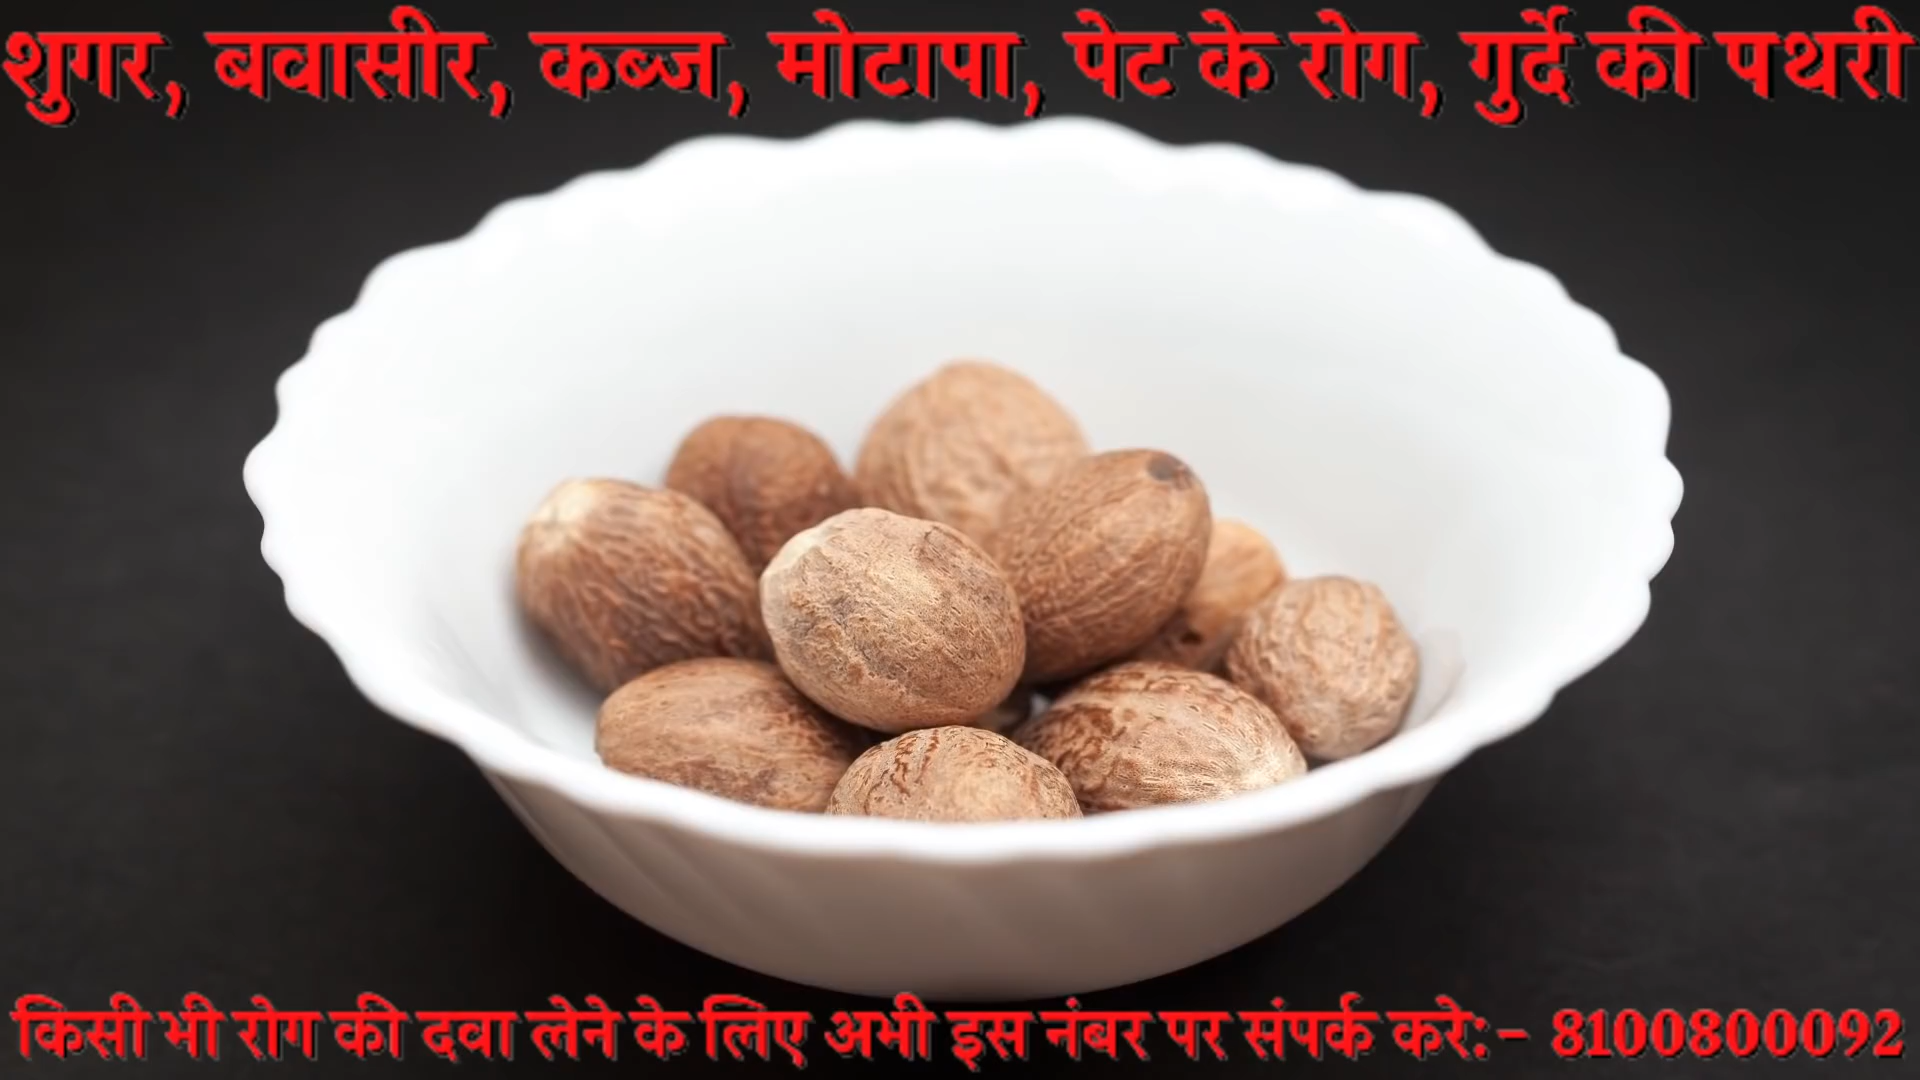 शुगर, बवासीर, कब्ज, मोटापा, पेट के रोग, गुर्दे की पथरी
किसी भी रोग की दवा लेने के लिए अभी इस नंबर पर संपर्क करे:- 8100800092